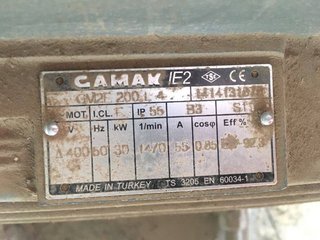 GAMAK IE2 TSE CE
GM2E 200 L 4
MOT. I.CL. F IP 55 B3 S1
V Hz kW 1/min A cosφ Eff %
Δ 400 50 30 1470 55 0.85
MADE IN TURKEY TS 3205 EN 60034-1